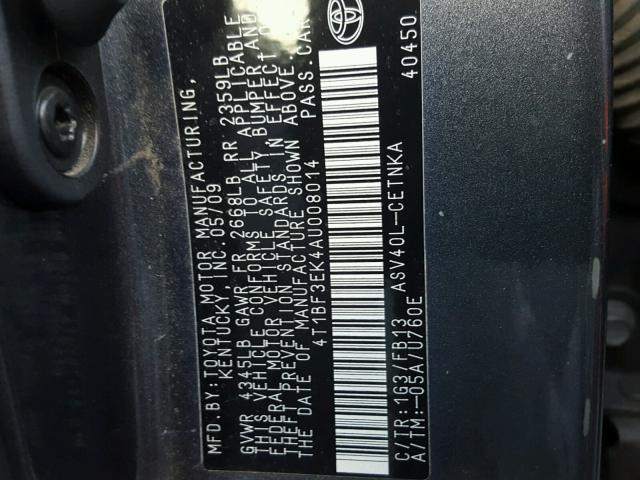 MFD. BY: TOYOTA MOTOR MANUFACTURING,
KENTUCKY, INC. 05/09
GVWR 4345LB GAWR FR 2668LB RR 2359LB
THIS VEHICLE CONFORMS TO ALL APPLICABLE
FEDERAL MOTOR VEHICLE SAFETY, BUMPER AND
THEFT PREVENTION STANDARDS IN EFFECT ON
THE DATE OF MANUFACTURE SHOWN ABOVE.
4T1BF3EK4AU008014 PASS. CAR
C/TR: 1G3/FB13 ASV40L-CETNKA 40450
A/TM: -05A/U760E